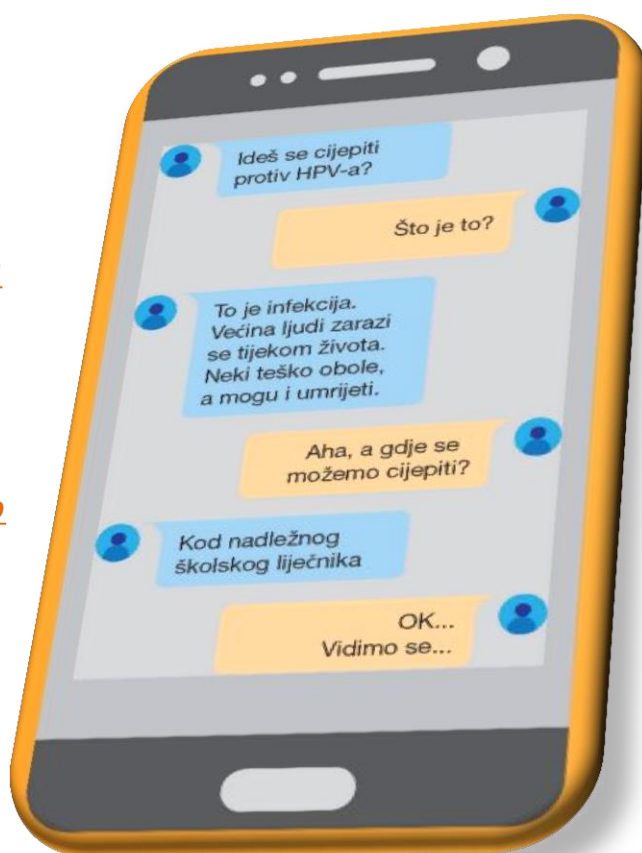 Ideš se cijepiti
protiv HPV-a?
Što je to?
To je infekcija.
Većina ljudi zarazi
se tijekom života.
Neki teško obole,
a mogu i umrijeti.
Aha, a gdje se
možemo cijepiti?
Kod nadležnog
školskog liječnika
OK...
Vidimo se...